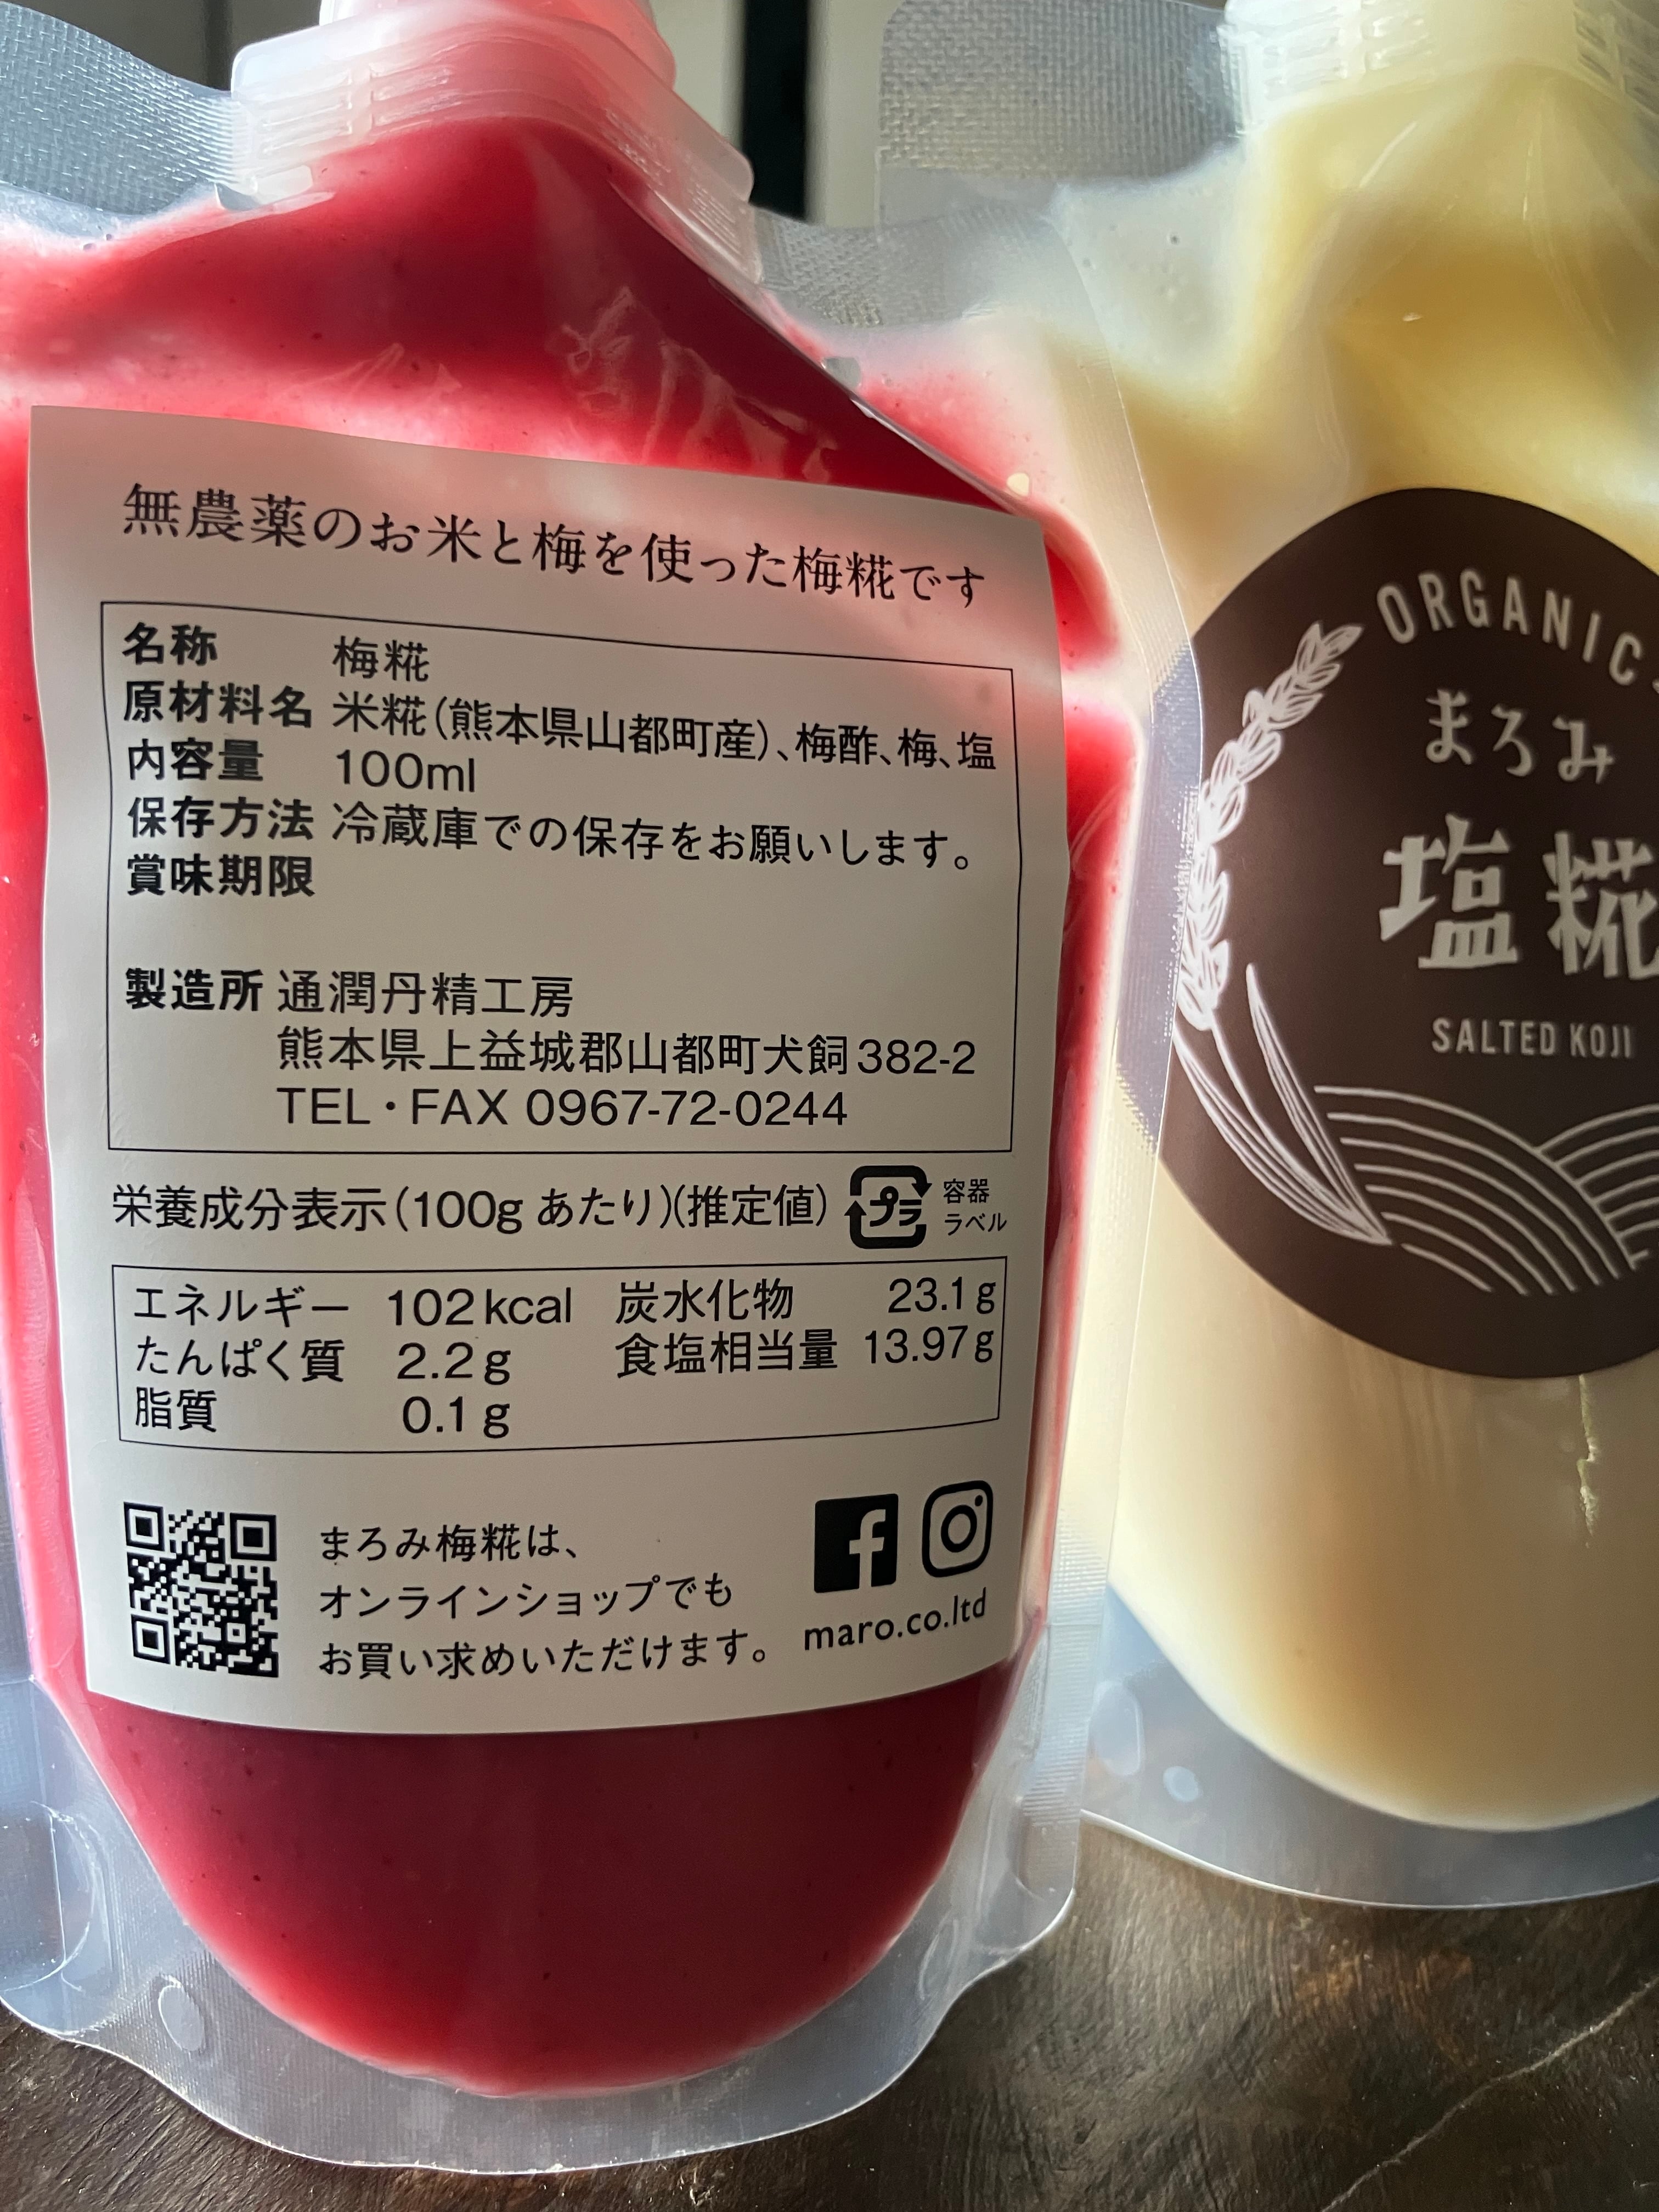 無農薬のお米と梅を使った梅糀です
名称 梅糀
原材料名 米糀(熊本県山都町産)、梅酢、梅、塩
内容量 100ml
保存方法 冷蔵庫での保存をお願いします。
賞味期限
製造所 通潤丹精工房
熊本県上益城郡山都町犬飼382-2
TEL・FAX 0967-72-0244
栄養成分表示(100gあたり)(推定値)
プラ
容器
ラベル
エネルギー 102kcal 炭水化物 23.1g
たんぱく質 2.2g 食塩相当量 13.97g
脂質 0.1g
まろみ梅糀は、
オンラインショップでも
お買い求めいただけます。
maro.co.ltd
ORGANIC
まろみ
塩糀
SALTED KOJI